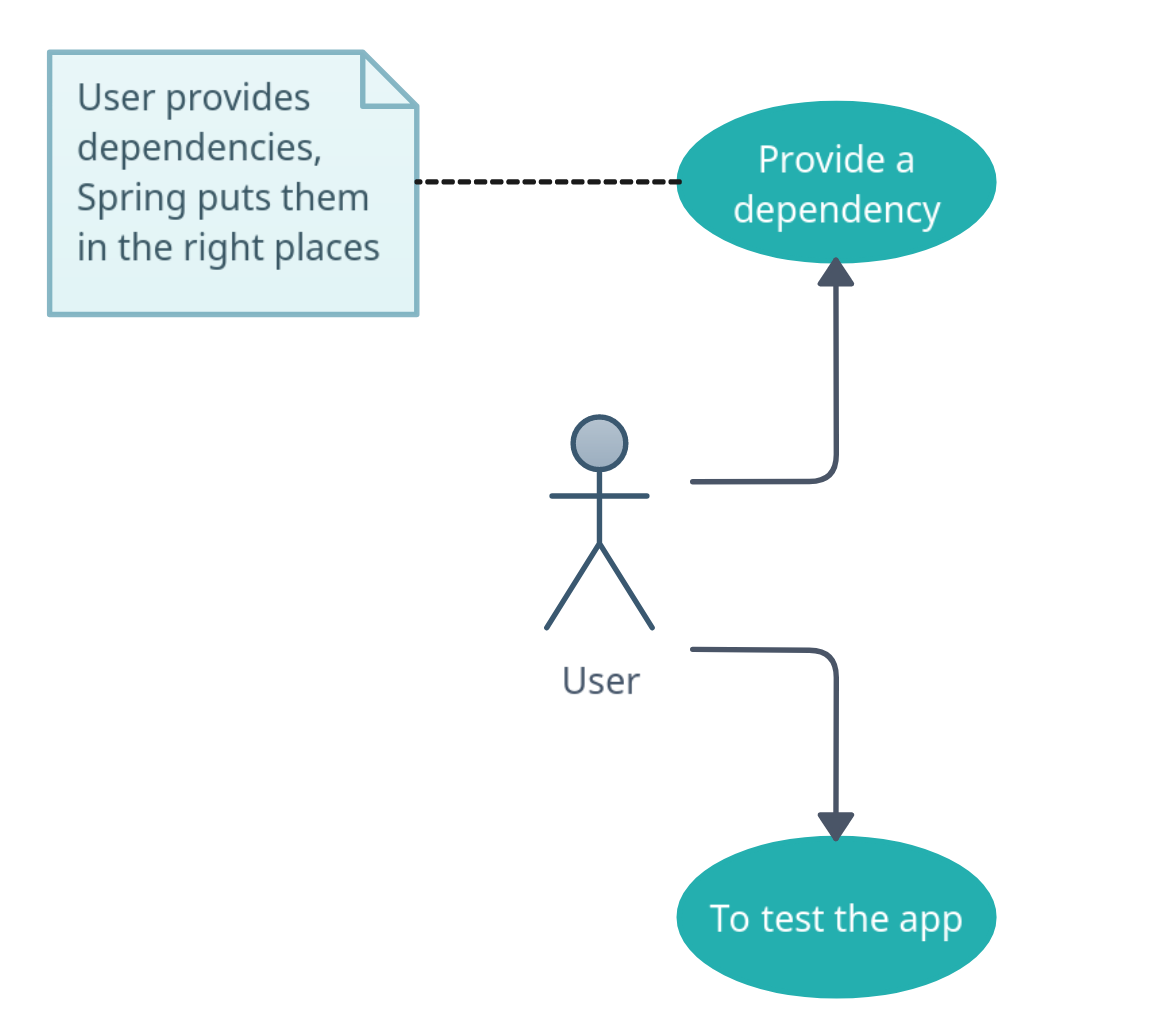 User provides
dependencies,
Spring puts them
in the right places
Provide a
dependency
User
To test the app